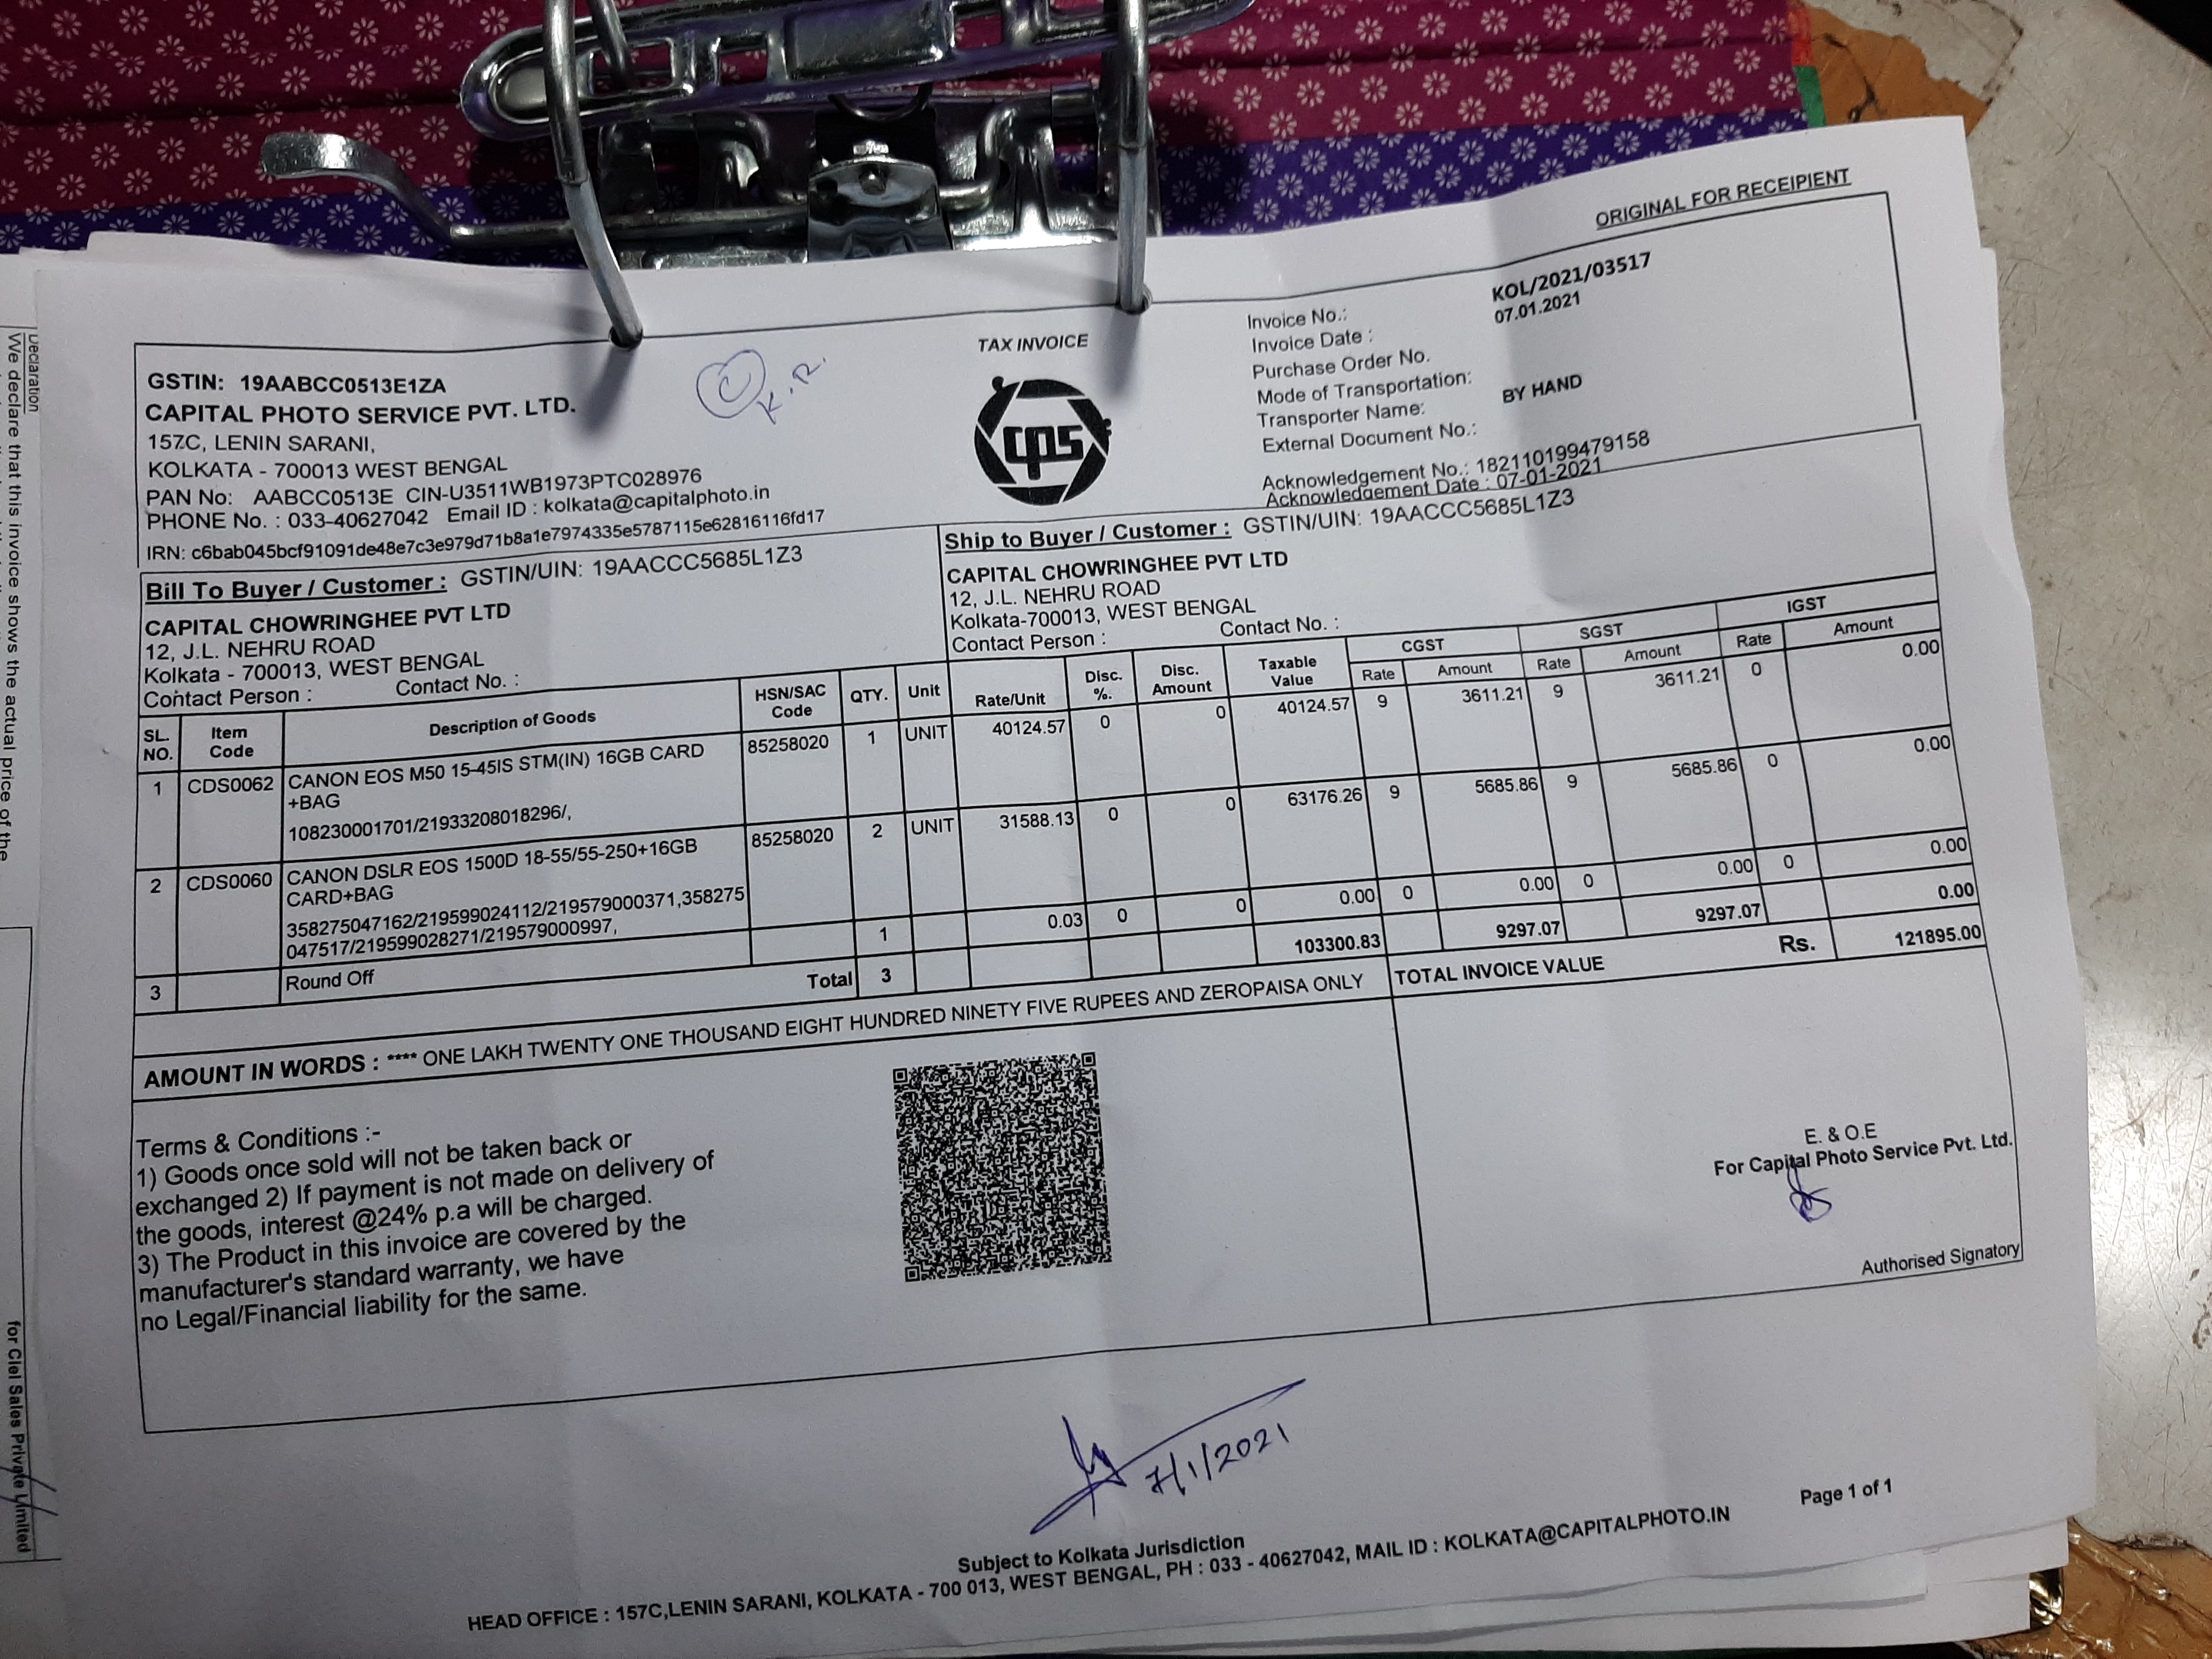 ORIGINAL FOR RECEIPIENT
TAX INVOICE
GSTIN: 19AABCC0513E1ZA
CAPITAL PHOTO SERVICE PVT. LTD.
157C, LENIN SARANI,
KOLKATA - 700013 WEST BENGAL
PAN No: AABCC0513E CIN-U3511WB1973PTC028976
PHONE No. : 033-40627042 Email ID : kolkata@capitalphoto.in
IRN: c6bab045bcf91091de48e7c3e979d71b8a1e7974335e5787115e62816116fd17
K.R.
cps
Invoice No.: KOL/2021/03517
Invoice Date : 07.01.2021
Purchase Order No.
Mode of Transportation: BY HAND
Transporter Name:
External Document No.:
Acknowledgement No.: 182110199479158
Acknowledgement Date : 07-01-2021
Bill To Buyer / Customer : GSTIN/UIN: 19AACCC5685L1Z3
CAPITAL CHOWRINGHEE PVT LTD
12, J.L. NEHRU ROAD
Kolkata - 700013, WEST BENGAL
Contact Person : Contact No. :
Ship to Buyer / Customer : GSTIN/UIN: 19AACCC5685L1Z3
CAPITAL CHOWRINGHEE PVT LTD
12, J.L. NEHRU ROAD
Kolkata-700013, WEST BENGAL
Contact Person : Contact No. :
SL. NO. Item Code Description of Goods HSN/SAC Code QTY. Unit Rate/Unit Disc. %. Disc. Amount Taxable Value CGST Rate Amount SGST Rate Amount IGST Rate Amount
1 CDS0062 CANON EOS M50 15-45IS STM(IN) 16GB CARD 85258020 1 UNIT 40124.57 0 0 40124.57 9 3611.21 9 3611.21 0 0.00
+BAG
108230001701/21933208018296/,
2 CDS0060 CANON DSLR EOS 1500D 18-55/55-250+16GB 85258020 2 UNIT 31588.13 0 0 63176.26 9 5685.86 9 5685.86 0 0.00
CARD+BAG
358275047162/219599024112/219579000371,358275
047517/219599028271/219579000997,
3 Round Off 1 0.03 0 0 0.00 0 0.00 0 0.00 0 0.00
Total 3 103300.83 9297.07 9297.07 0.00
AMOUNT IN WORDS : **** ONE LAKH TWENTY ONE THOUSAND EIGHT HUNDRED NINETY FIVE RUPEES AND ZEROPAISA ONLY
TOTAL INVOICE VALUE Rs. 121895.00
Terms & Conditions :-
1) Goods once sold will not be taken back or
exchanged 2) If payment is not made on delivery of
the goods, interest @24% p.a will be charged.
3) The Product in this invoice are covered by the
manufacturer's standard warranty, we have
no Legal/Financial liability for the same.
E. & O.E
For Capital Photo Service Pvt. Ltd.
Authorised Signatory
7/1/2021
Subject to Kolkata Jurisdiction
HEAD OFFICE : 157C,LENIN SARANI, KOLKATA - 700 013, WEST BENGAL, PH : 033 - 40627042, MAIL ID : KOLKATA@CAPITALPHOTO.IN
Page 1 of 1
Declaration
We declare that this invoice shows the actual price of the
for Ciel Sales Private Limited